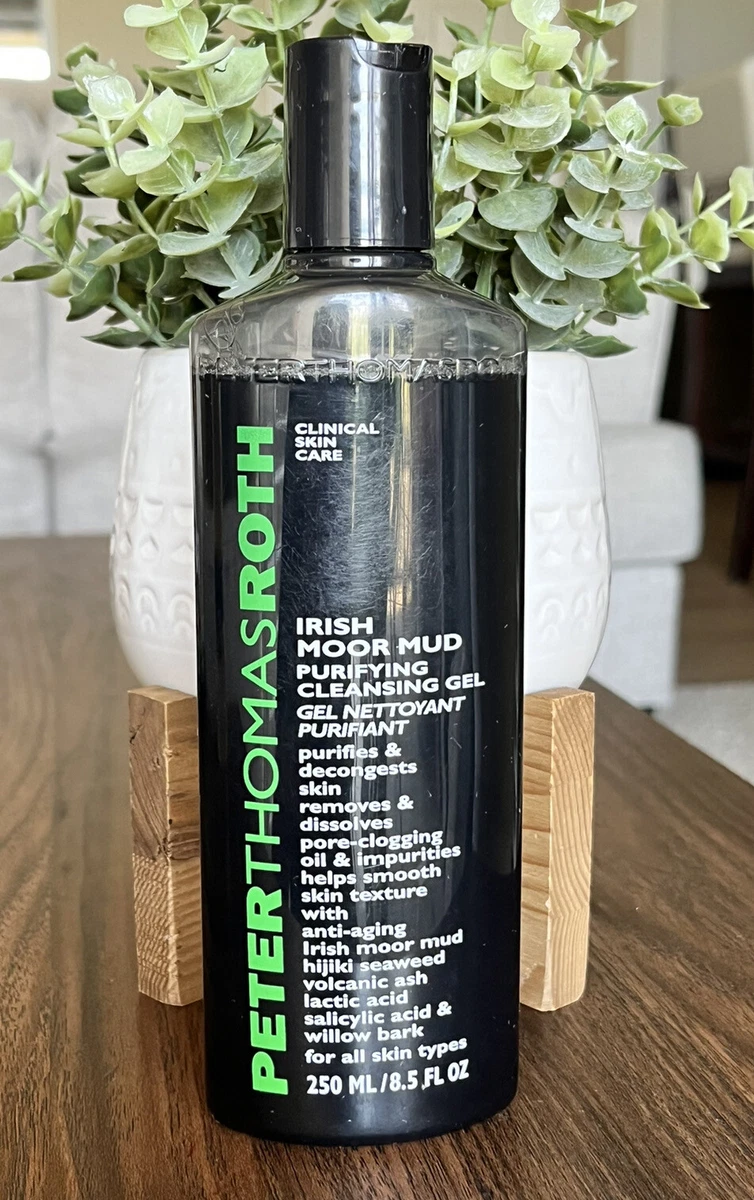 PETERTHOMASROTH
PETERTHOMASROTH
CLINICAL
SKIN
CARE
IRISH
MOOR MUD
PURIFYING
CLEANSING GEL
GEL NETTOYANT
PURIFIANT
purifies &
decongests
skin
removes &
dissolves
pore-clogging
oil & impurities
helps smooth
skin texture
with
anti-aging
Irish moor mud
hijiki seaweed
volcanic ash
lactic acid
salicylic acid &
willow bark
for all skin types
250 ML / 8.5 FL OZ